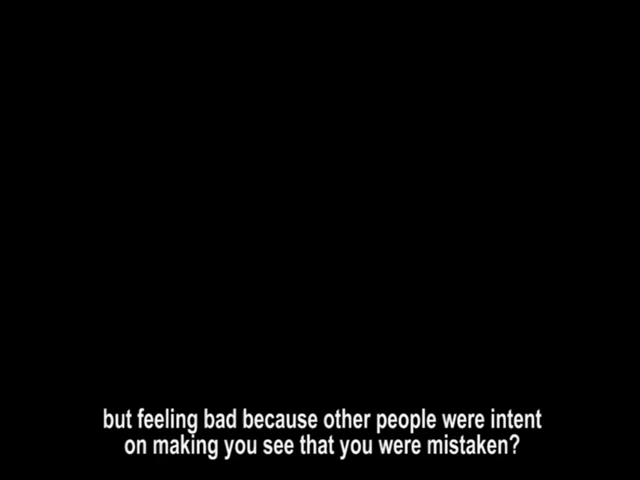 but feeling bad because other people were intent
on making you see that you were mistaken?